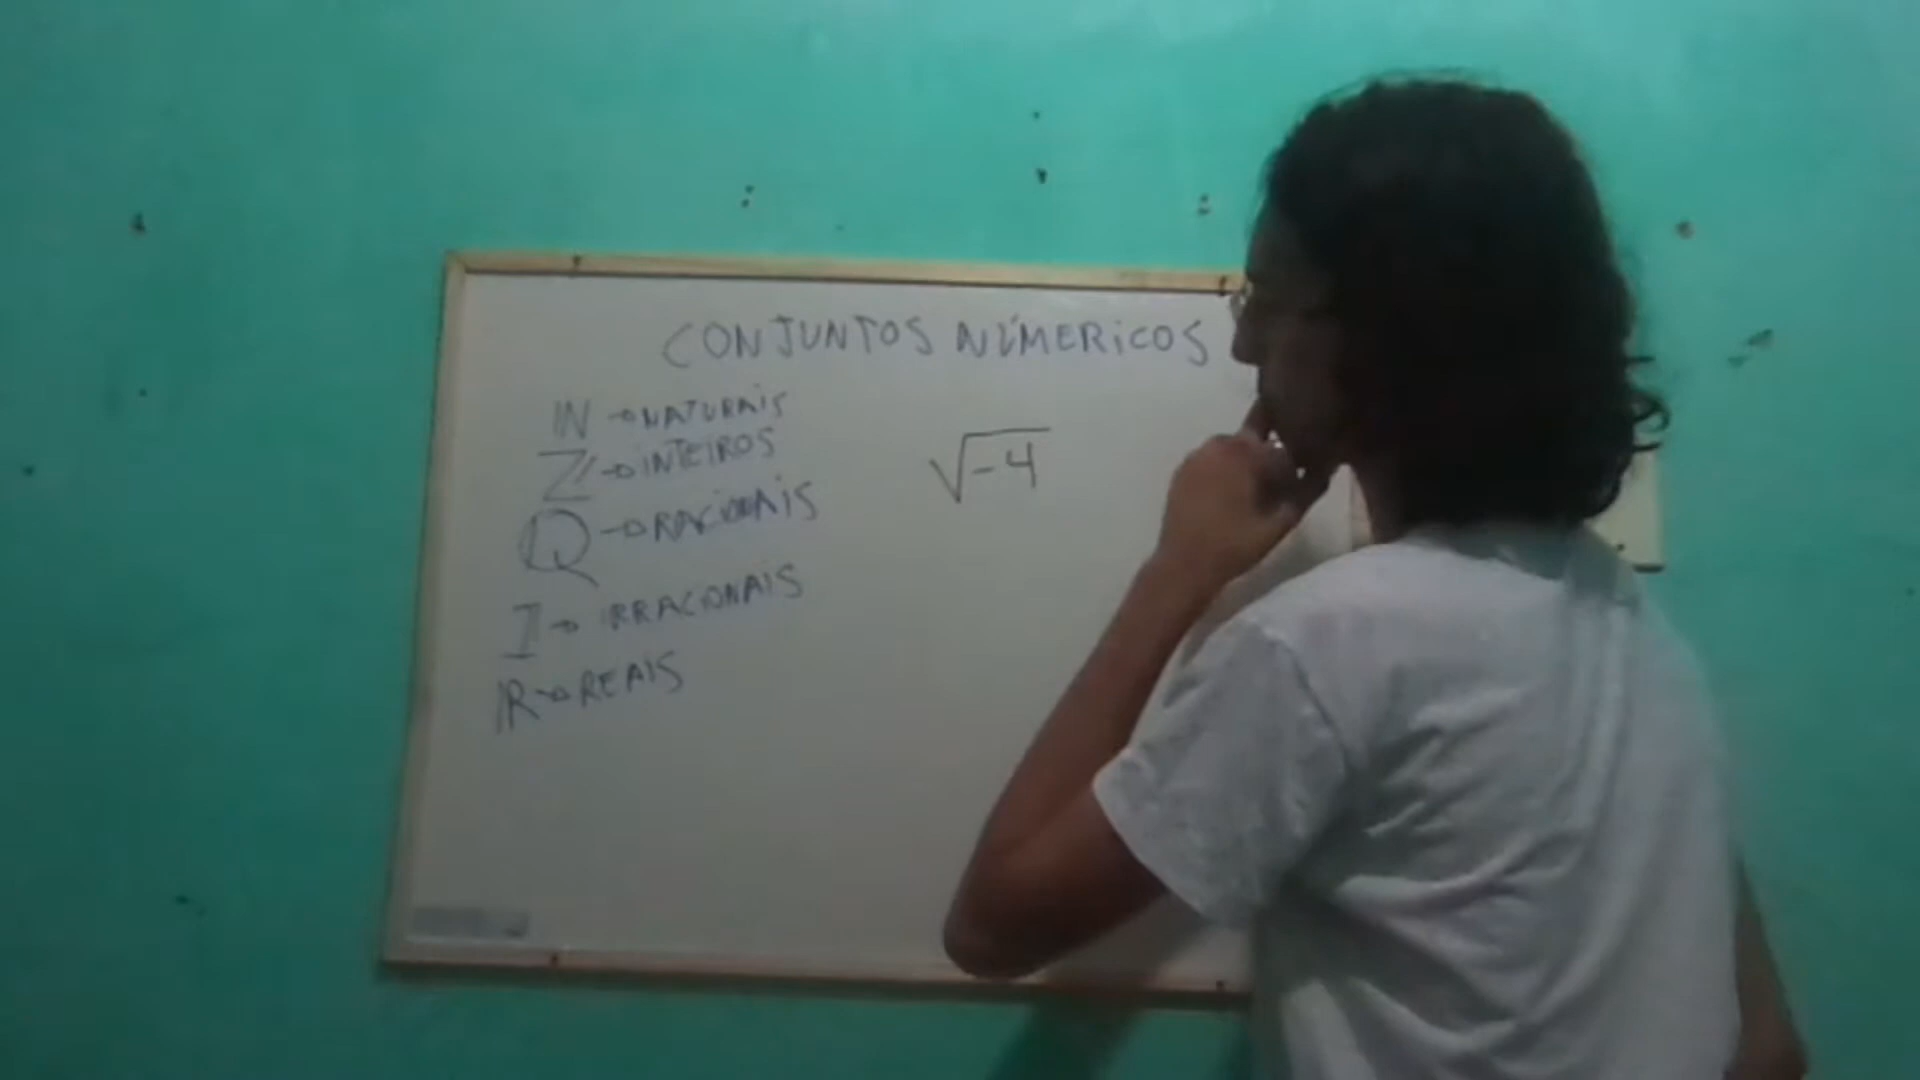 CONJUNTOS NÚMERICOS
IN → NATURAIS
Z → INTEIROS
Q → RACIONAIS
I → IRRACIONAIS
IR → REAIS
√-4